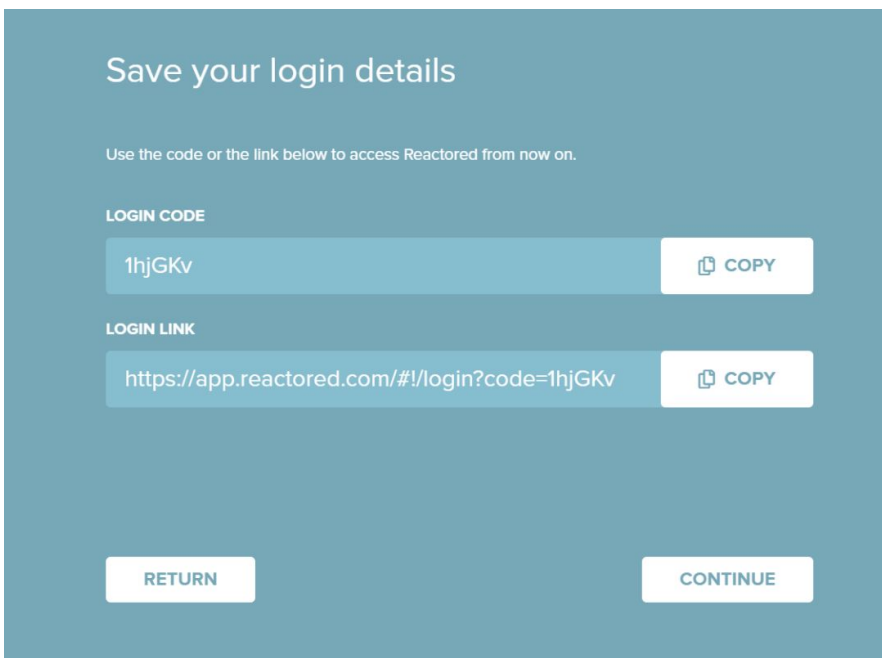 Save your login details
Use the code or the link below to access Reactored from now on.
LOGIN CODE
1hjGKv
COPY
LOGIN LINK
https://app.reactored.com/#!/login?code=1hjGKv
COPY
RETURN
CONTINUE